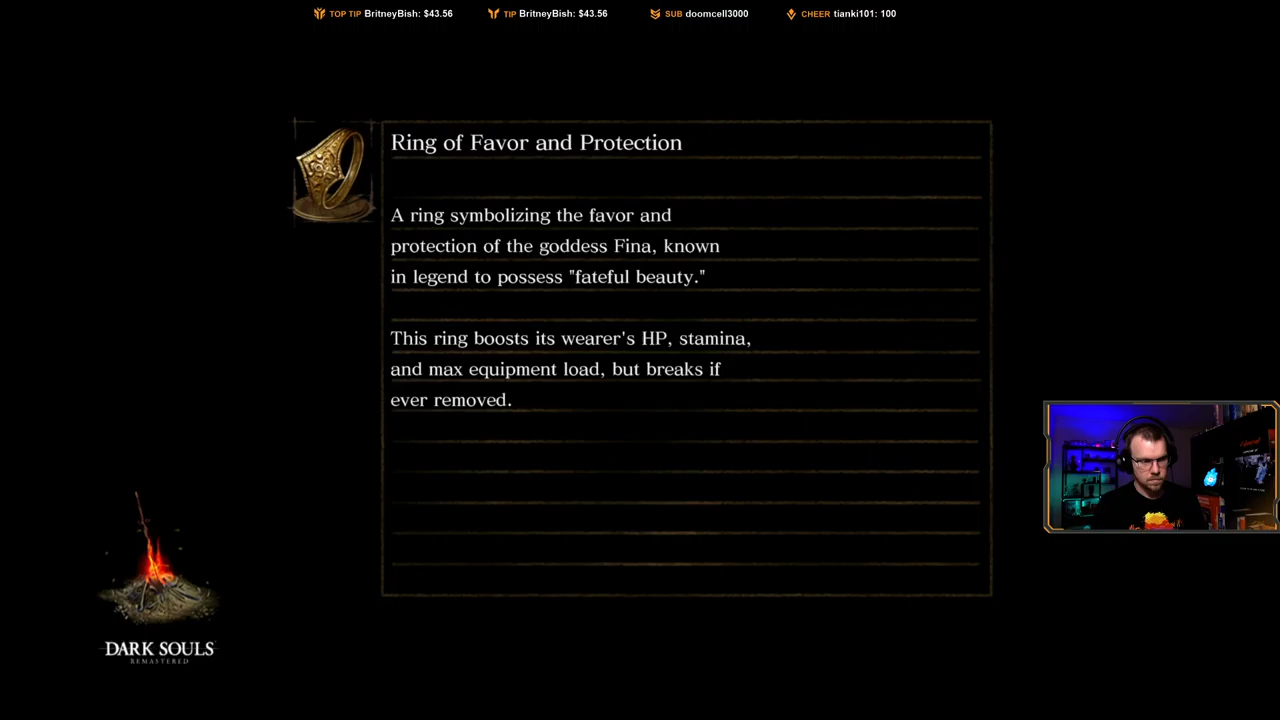 TOP TIP BritneyBish: $43.56 TIP BritneyBish: $43.56 SUB doomcell3000 CHEER tianki101: 100
Ring of Favor and Protection
A ring symbolizing the favor and
protection of the goddess Fina, known
in legend to possess "fateful beauty."
This ring boosts its wearer's HP, stamina,
and max equipment load, but breaks if
ever removed.
DARK SOULS
REMASTERED